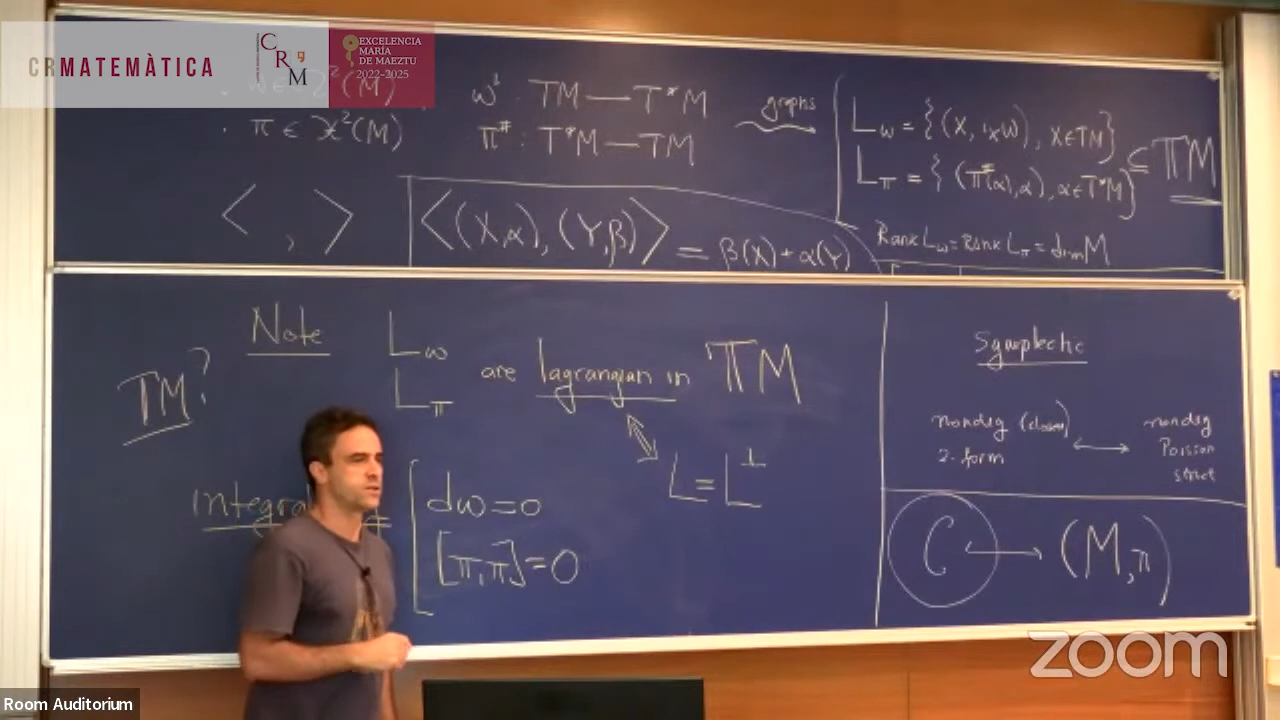 CRMATEMÀTICA
CRM
EXCELENCIA
MARÍA
DE MAEZTU
2022-2025
· π ∈ 𝔛²(M)
ω♭ : TM — T*M
π# : T*M — TM
graphs
L_ω = {(X, i_X ω), X∈TM}
L_π = {(π#(α), α), α∈T*M} ⊆ 𝕋M
Rank L_ω = Rank L_π = dim M
< , >
<(X,α), (Y,β)> = β(X) + α(Y)
TM?
Note
L_ω
L_π
are lagrangian in 𝕋M
L = L^⊥
dω = 0
[π,π] = 0
Symplectic
nondeg (closed)
2-form
nondeg
Poisson
struct
C → (M, π)
zoom
Room Auditorium